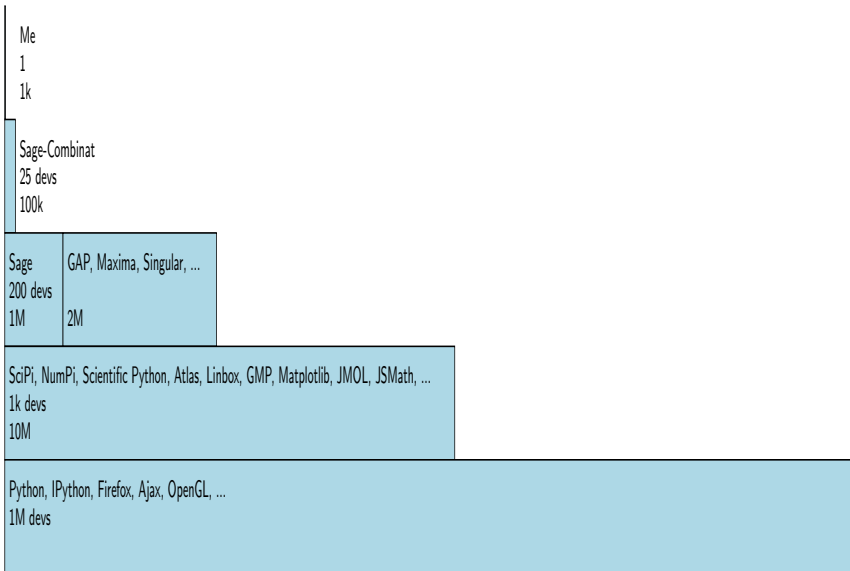 Me
1
1k
Sage-Combinat
25 devs
100k
Sage
200 devs
1M
GAP, Maxima, Singular, ...
2M
SciPi, NumPi, Scientific Python, Atlas, Linbox, GMP, Matplotlib, JMOL, JSMath, ...
1k devs
10M
Python, IPython, Firefox, Ajax, OpenGL, ...
1M devs